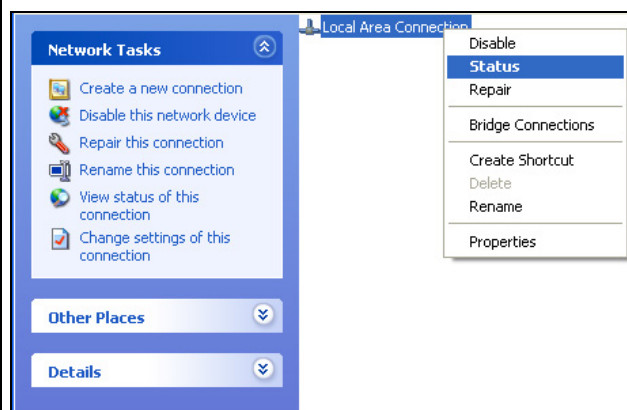 Network Tasks
Create a new connection
Disable this network device
Repair this connection
Rename this connection
View status of this
connection
Change settings of this
connection
Other Places
Details
Local Area Connection
Disable
Status
Repair
Bridge Connections
Create Shortcut
Delete
Rename
Properties